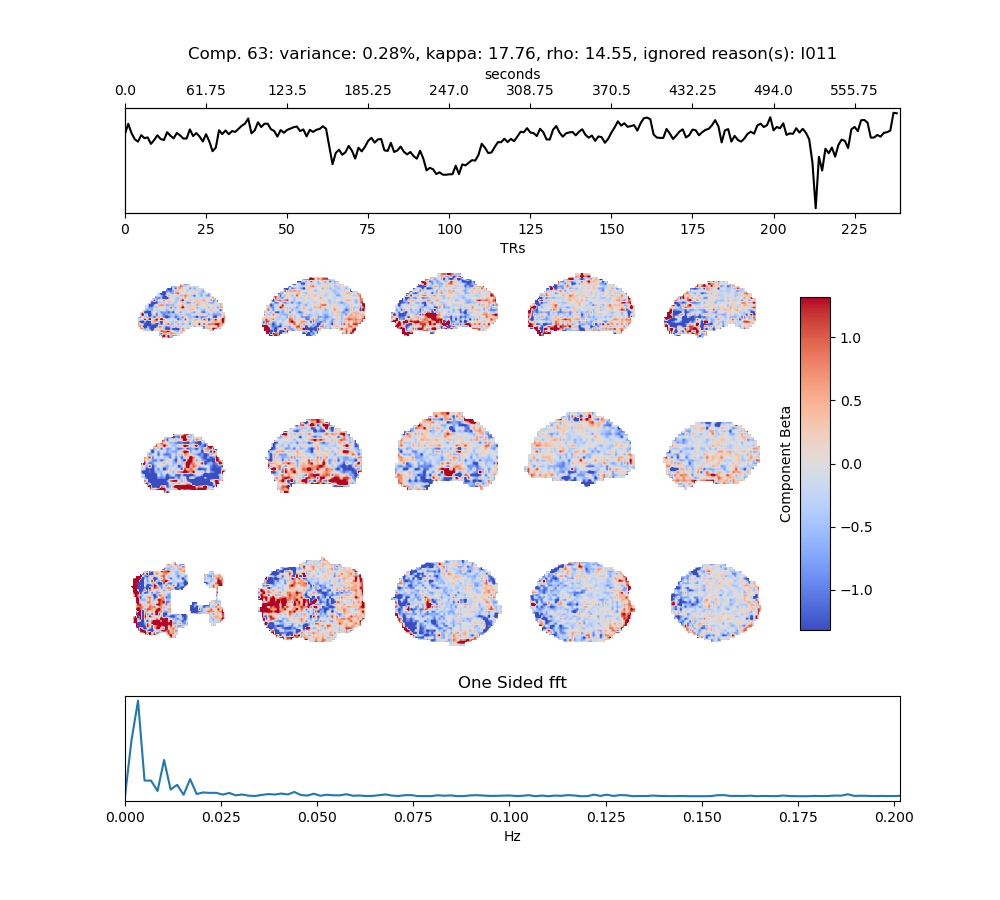 Comp. 63: variance: 0.28%, kappa: 17.76, rho: 14.55, ignored reason(s): I011
seconds
0.0 61.75 123.5 185.25 247.0 308.75 370.5 432.25 494.0 555.75
0 25 50 75 100 125 150 175 200 225
TRs
1.0
0.5
0.0
−0.5
−1.0
Component Beta
One Sided fft
0.000 0.025 0.050 0.075 0.100 0.125 0.150 0.175 0.200
Hz